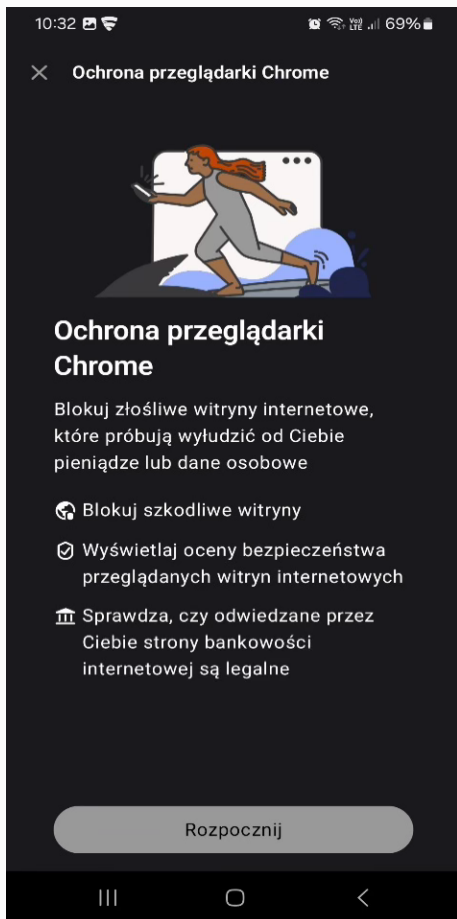 10:32
Voo)
LTE
69%
Ochrona przeglądarki Chrome
Ochrona przeglądarki
Chrome
Blokuj złośliwe witryny internetowe,
które próbują wyłudzić od Ciebie
pieniądze lub dane osobowe
Blokuj szkodliwe witryny
Wyświetlaj oceny bezpieczeństwa
przeglądanych witryn internetowych
Sprawdza, czy odwiedzane przez
Ciebie strony bankowości
internetowej są legalne
Rozpocznij